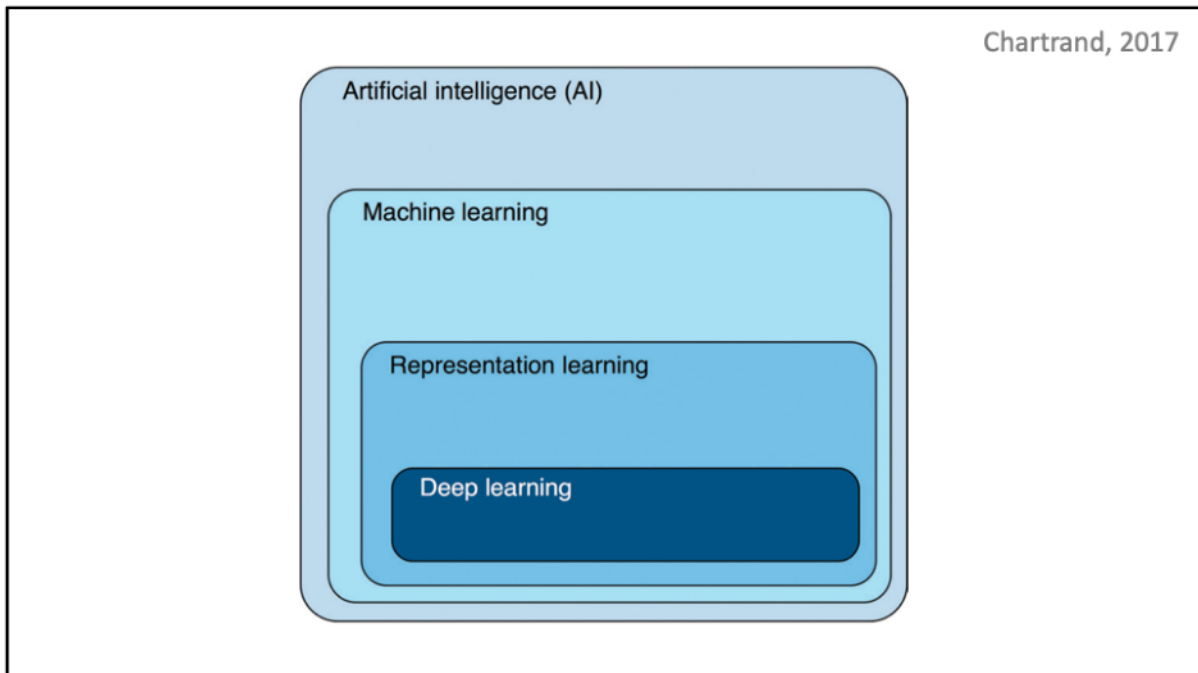 Chartrand, 2017
Artificial intelligence (AI)
Machine learning
Representation learning
Deep learning